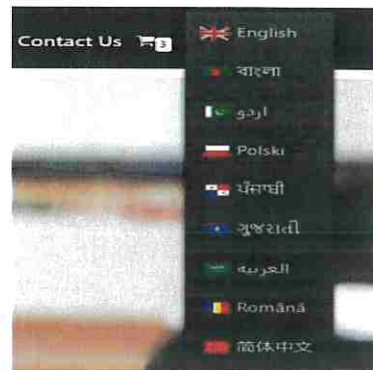 Contact Us 3
English
বাংলা
اردو
Polski
ਪੰਜਾਬੀ
ગુજરાતી
العربية
Română
简体中文